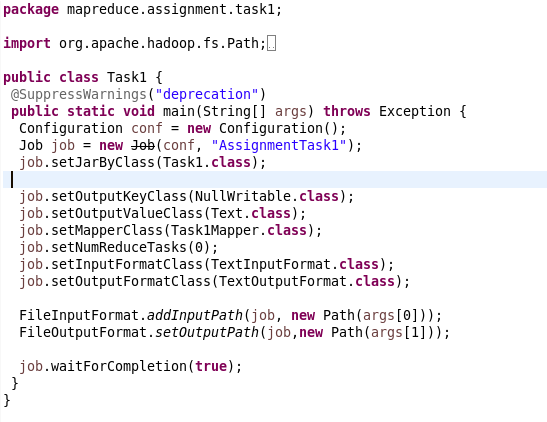 package mapreduce.assignment.task1;
import org.apache.hadoop.fs.Path;
public class Task1 {
@SuppressWarnings("deprecation")
public static void main(String[] args) throws Exception {
Configuration conf = new Configuration();
Job job = new Job(conf, "AssignmentTask1");
job.setJarByClass(Task1.class);
job.setOutputKeyClass(NullWritable.class);
job.setOutputValueClass(Text.class);
job.setMapperClass(Task1Mapper.class);
job.setNumReduceTasks(0);
job.setInputFormatClass(TextInputFormat.class);
job.setOutputFormatClass(TextOutputFormat.class);
FileInputFormat.addInputPath(job, new Path(args[0]));
FileOutputFormat.setOutputPath(job,new Path(args[1]));
job.waitForCompletion(true);
}
}